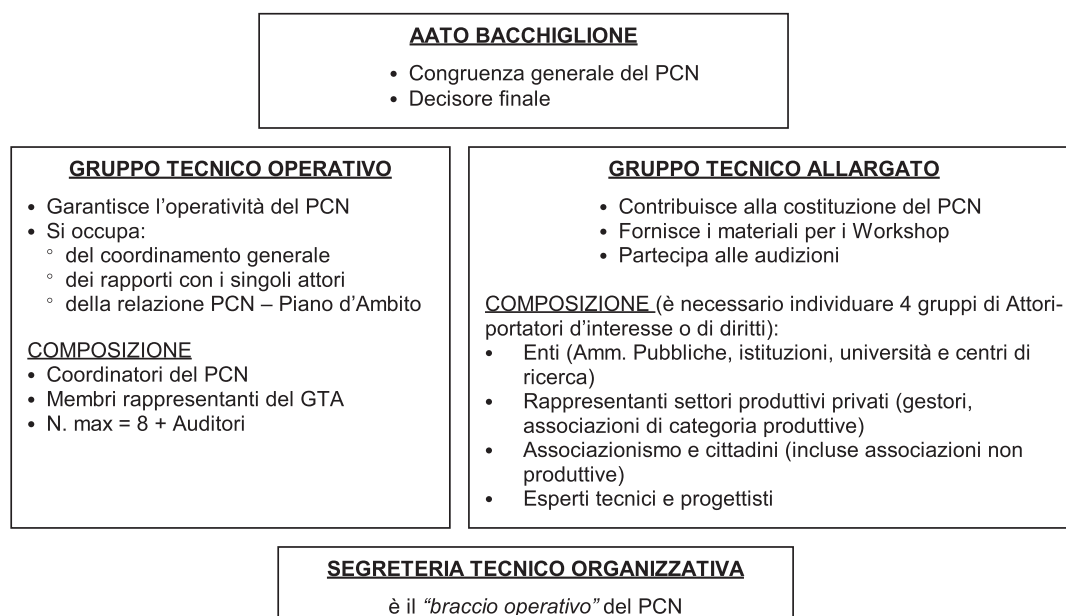 AATO BACCHIGLIONE
• Congruenza generale del PCN
• Decisore finale
GRUPPO TECNICO OPERATIVO
• Garantisce l’operatività del PCN
• Si occupa:
° del coordinamento generale
° dei rapporti con i singoli attori
° della relazione PCN – Piano d’Ambito
COMPOSIZIONE
• Coordinatori del PCN
• Membri rappresentanti del GTA
• N. max = 8 + Auditori
GRUPPO TECNICO ALLARGATO
• Contribuisce alla costituzione del PCN
• Fornisce i materiali per i Workshop
• Partecipa alle audizioni
COMPOSIZIONE (è necessario individuare 4 gruppi di Attori-
portatori d’interesse o di diritti):
• Enti (Amm. Pubbliche, istituzioni, università e centri di
ricerca)
• Rappresentanti settori produttivi privati (gestori,
associazioni di categoria produttive)
• Associazionismo e cittadini (incluse associazioni non
produttive)
• Esperti tecnici e progettisti
SEGRETERIA TECNICO ORGANIZZATIVA
è il “braccio operativo” del PCN